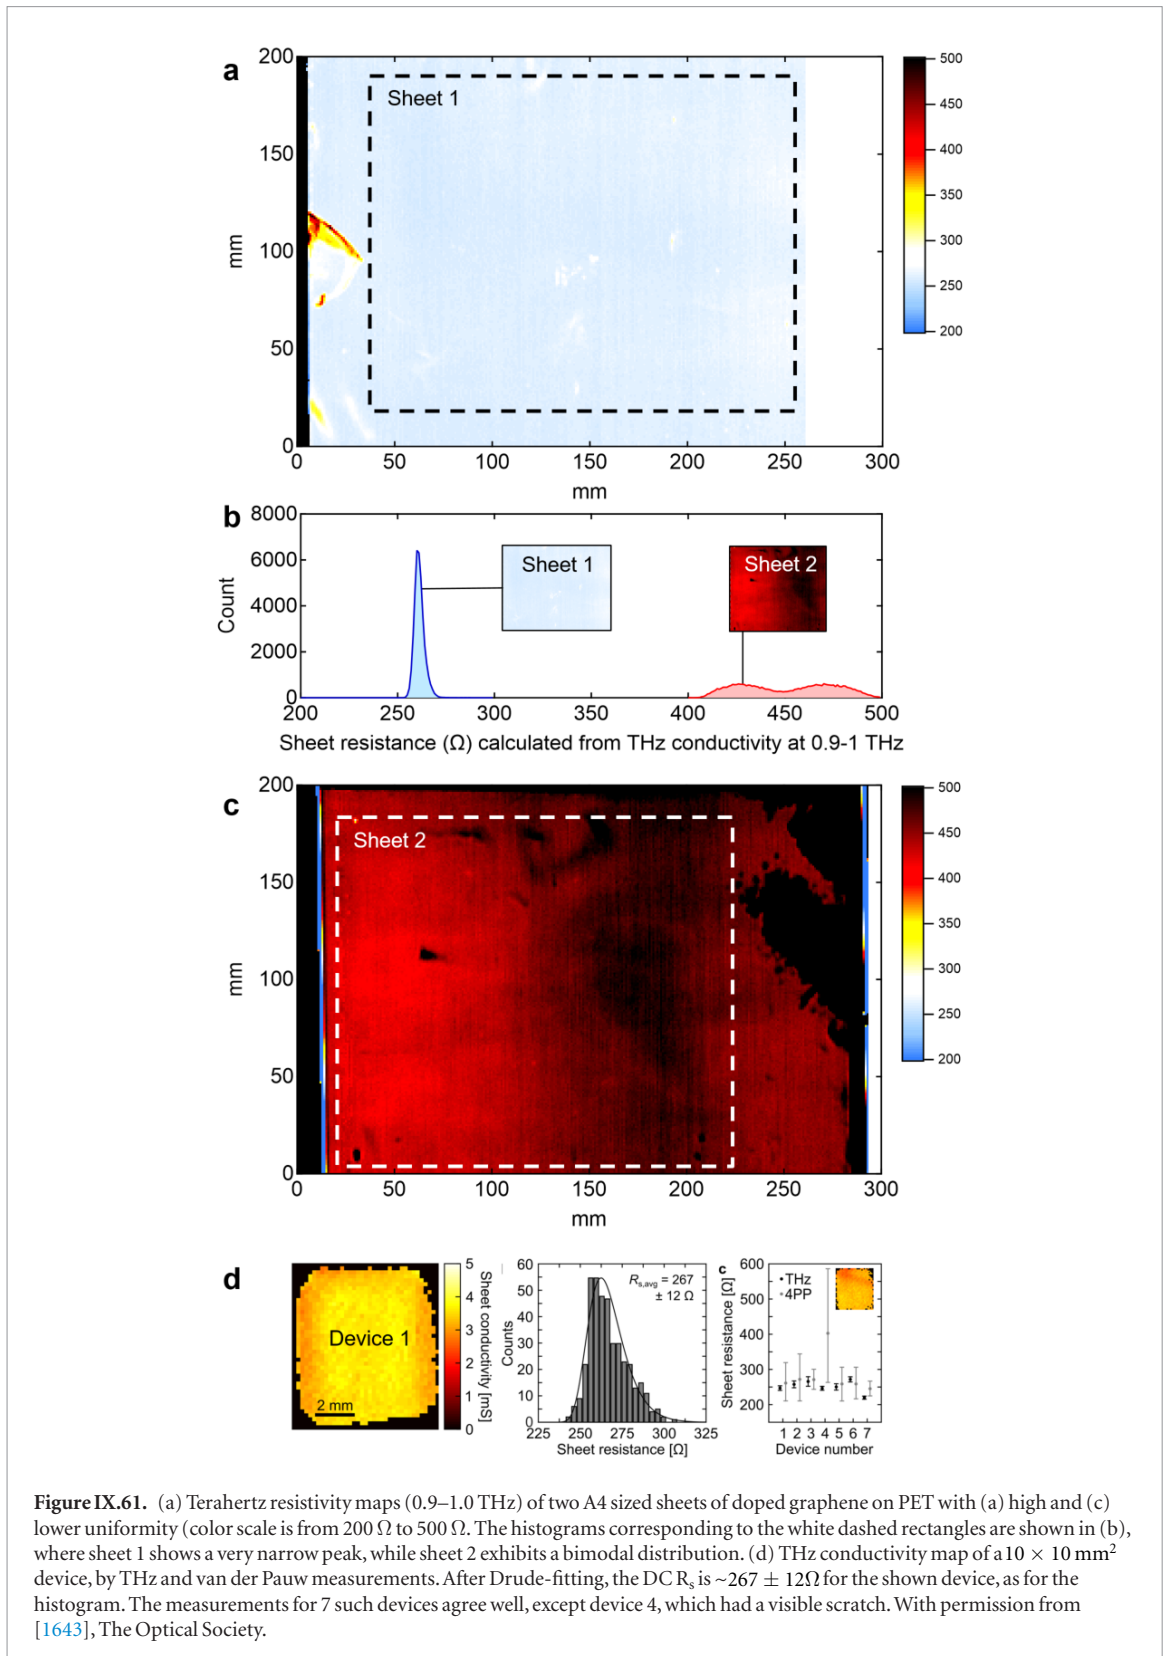 a
200
150
100
50
0
mm
Sheet 1
0
50
100
150
200
250
300
mm
500
450
400
350
300
250
200
b
8000
6000
4000
2000
0
Count
Sheet 1
Sheet 2
200
250
300
350
400
450
500
Sheet resistance (Ω) calculated from THz conductivity at 0.9-1 THz
c
200
150
100
50
0
mm
Sheet 2
0
50
100
150
200
250
300
mm
500
450
400
350
300
250
200
d
Device 1
2 mm
5
4
3
2
1
0
Sheet conductivity [mS]
60
50
40
30
20
10
0
Counts
Rs,avg = 267
± 12 Ω
225
250
275
300
325
Sheet resistance [Ω]
c
600
500
400
300
200
Sheet resistance [Ω]
THz
4PP
1 2 3 4 5 6 7
Device number
Figure IX.61. (a) Terahertz resistivity maps (0.9–1.0 THz) of two A4 sized sheets of doped graphene on PET with (a) high and (c)
lower uniformity (color scale is from 200 Ω to 500 Ω. The histograms corresponding to the white dashed rectangles are shown in (b),
where sheet 1 shows a very narrow peak, while sheet 2 exhibits a bimodal distribution. (d) THz conductivity map of a 10 × 10 mm²
device, by THz and van der Pauw measurements. After Drude-fitting, the DC Rs is ~267 ± 12Ω for the shown device, as for the
histogram. The measurements for 7 such devices agree well, except device 4, which had a visible scratch. With permission from
[1643], The Optical Society.